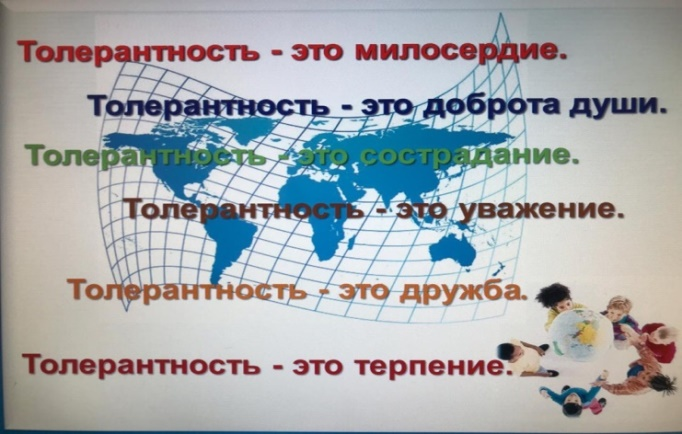 Толерантность - это милосердие.
Толерантность - это доброта души.
Толерантность - это сострадание.
Толерантность - это уважение.
Толерантность - это дружба.
Толерантность - это терпение.